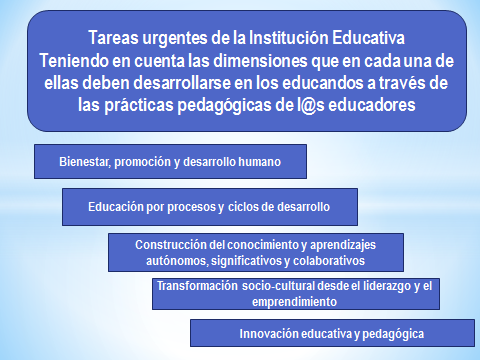 Tareas urgentes de la Institución Educativa
Teniendo en cuenta las dimensiones que en cada una de
ellas deben desarrollarse en los educandos a través de
las prácticas pedagógicas de l@s educadores
Bienestar, promoción y desarrollo humano
Educación por procesos y ciclos de desarrollo
Construcción del conocimiento y aprendizajes
autónomos, significativos y colaborativos
Transformación socio-cultural desde el liderazgo y el
emprendimiento
Innovación educativa y pedagógica